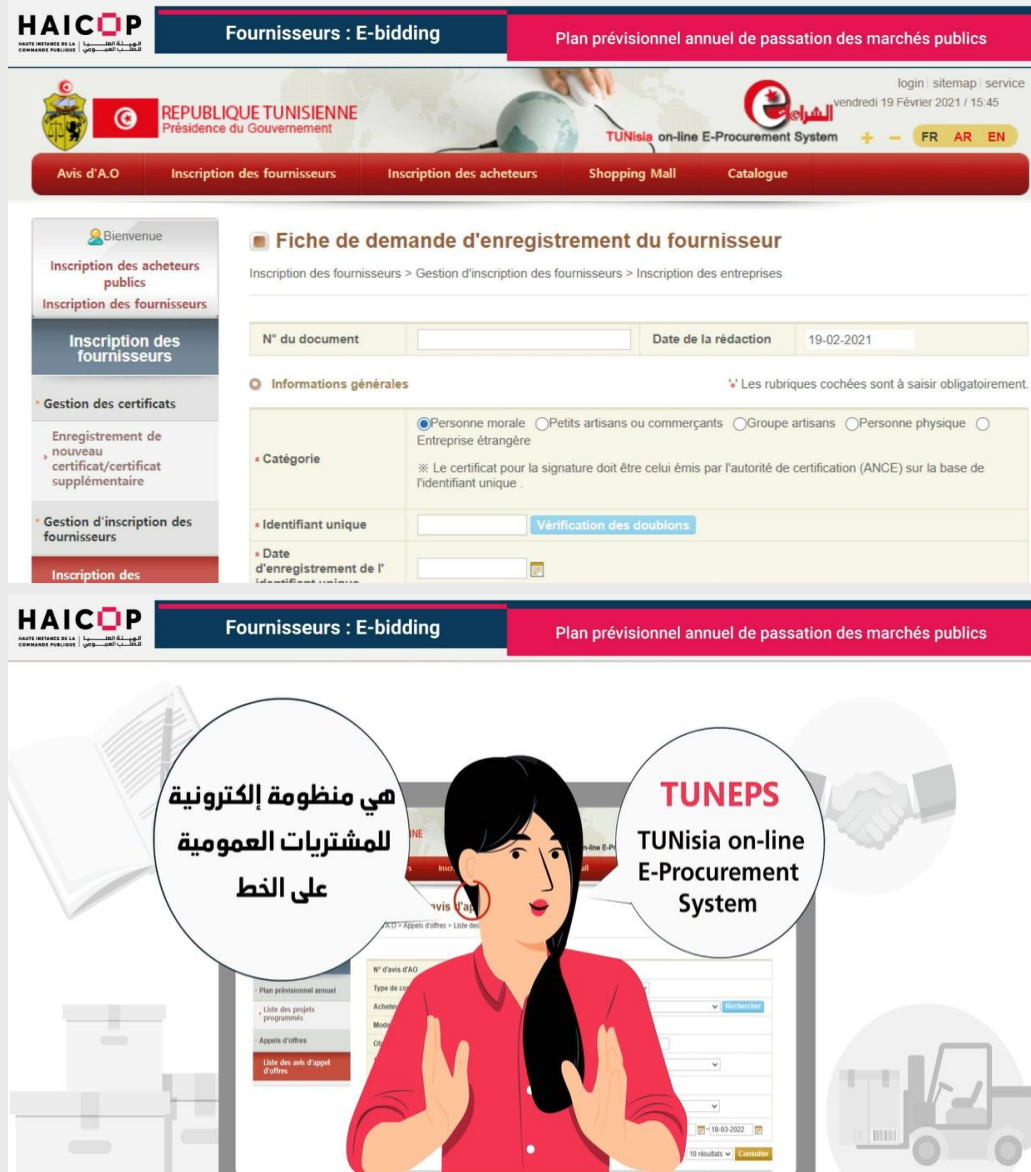 HAICOP
HAUTE INSTANCE DE LA COMMANDE PUBLIQUE
الهيئة العليا للطلب العمومي
Fournisseurs : E-bidding
Plan prévisionnel annuel de passation des marchés publics
REPUBLIQUE TUNISIENNE
Présidence du Gouvernement
TUNisia on-line E-Procurement System
login | sitemap | service
vendredi 19 Février 2021 / 15:45
+ − FR AR EN
Avis d'A.O
Inscription des fournisseurs
Inscription des acheteurs
Shopping Mall
Catalogue
Bienvenue
Inscription des acheteurs
publics
Inscription des fournisseurs
Inscription des
fournisseurs
Gestion des certificats
Enregistrement de
nouveau
certificat/certificat
supplémentaire
Gestion d'inscription des
fournisseurs
Inscription des
Fiche de demande d'enregistrement du fournisseur
Inscription des fournisseurs > Gestion d'inscription des fournisseurs > Inscription des entreprises
N° du document
Date de la rédaction
19-02-2021
Informations générales
'*' Les rubriques cochées sont à saisir obligatoirement.
Catégorie
Personne morale Petits artisans ou commerçants Groupe artisans Personne physique
Entreprise étrangère
※ Le certificat pour la signature doit être celui émis par l'autorité de certification (ANCE) sur la base de
l'identifiant unique .
Identifiant unique
Vérification des doublons
Date
d'enregistrement de l'
identifiant unique
HAICOP
HAUTE INSTANCE DE LA COMMANDE PUBLIQUE
الهيئة العليا للطلب العمومي
Fournisseurs : E-bidding
Plan prévisionnel annuel de passation des marchés publics
هي منظومة إلكترونية
للمشتريات العمومية
على الخط
TUNEPS
TUNisia on-line
E-Procurement
System
> Appels d'offres >
N° d'avis d'AO
Plan prévisionnel annuel
Liste des projets
programmés
Appels d'offres
Liste des avis d'appel
d'offres
Rechercher
18-03-2022
10 résultats
Consulter